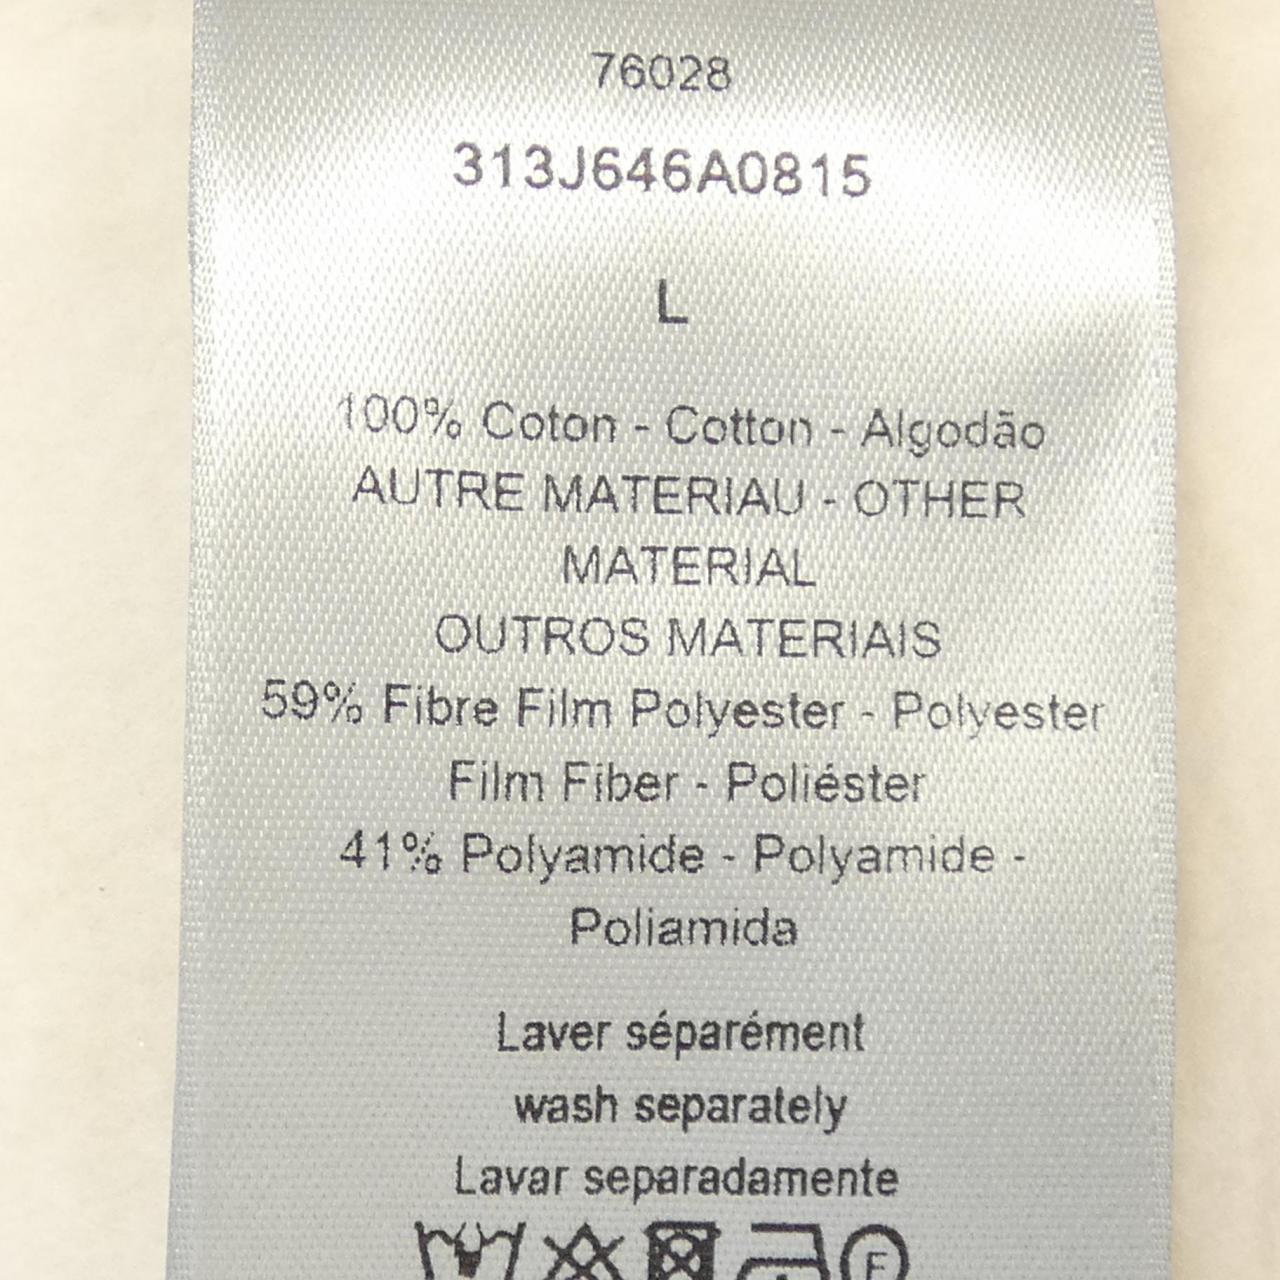 76028
313J646A0815
L
100% Coton - Cotton - Algodão
AUTRE MATERIAU - OTHER
MATERIAL
OUTROS MATERIAIS
59% Fibre Film Polyester - Polyester
Film Fiber - Poliéster
41% Polyamide - Polyamide -
Poliamida
Laver séparément
wash separately
Lavar separadamente
F